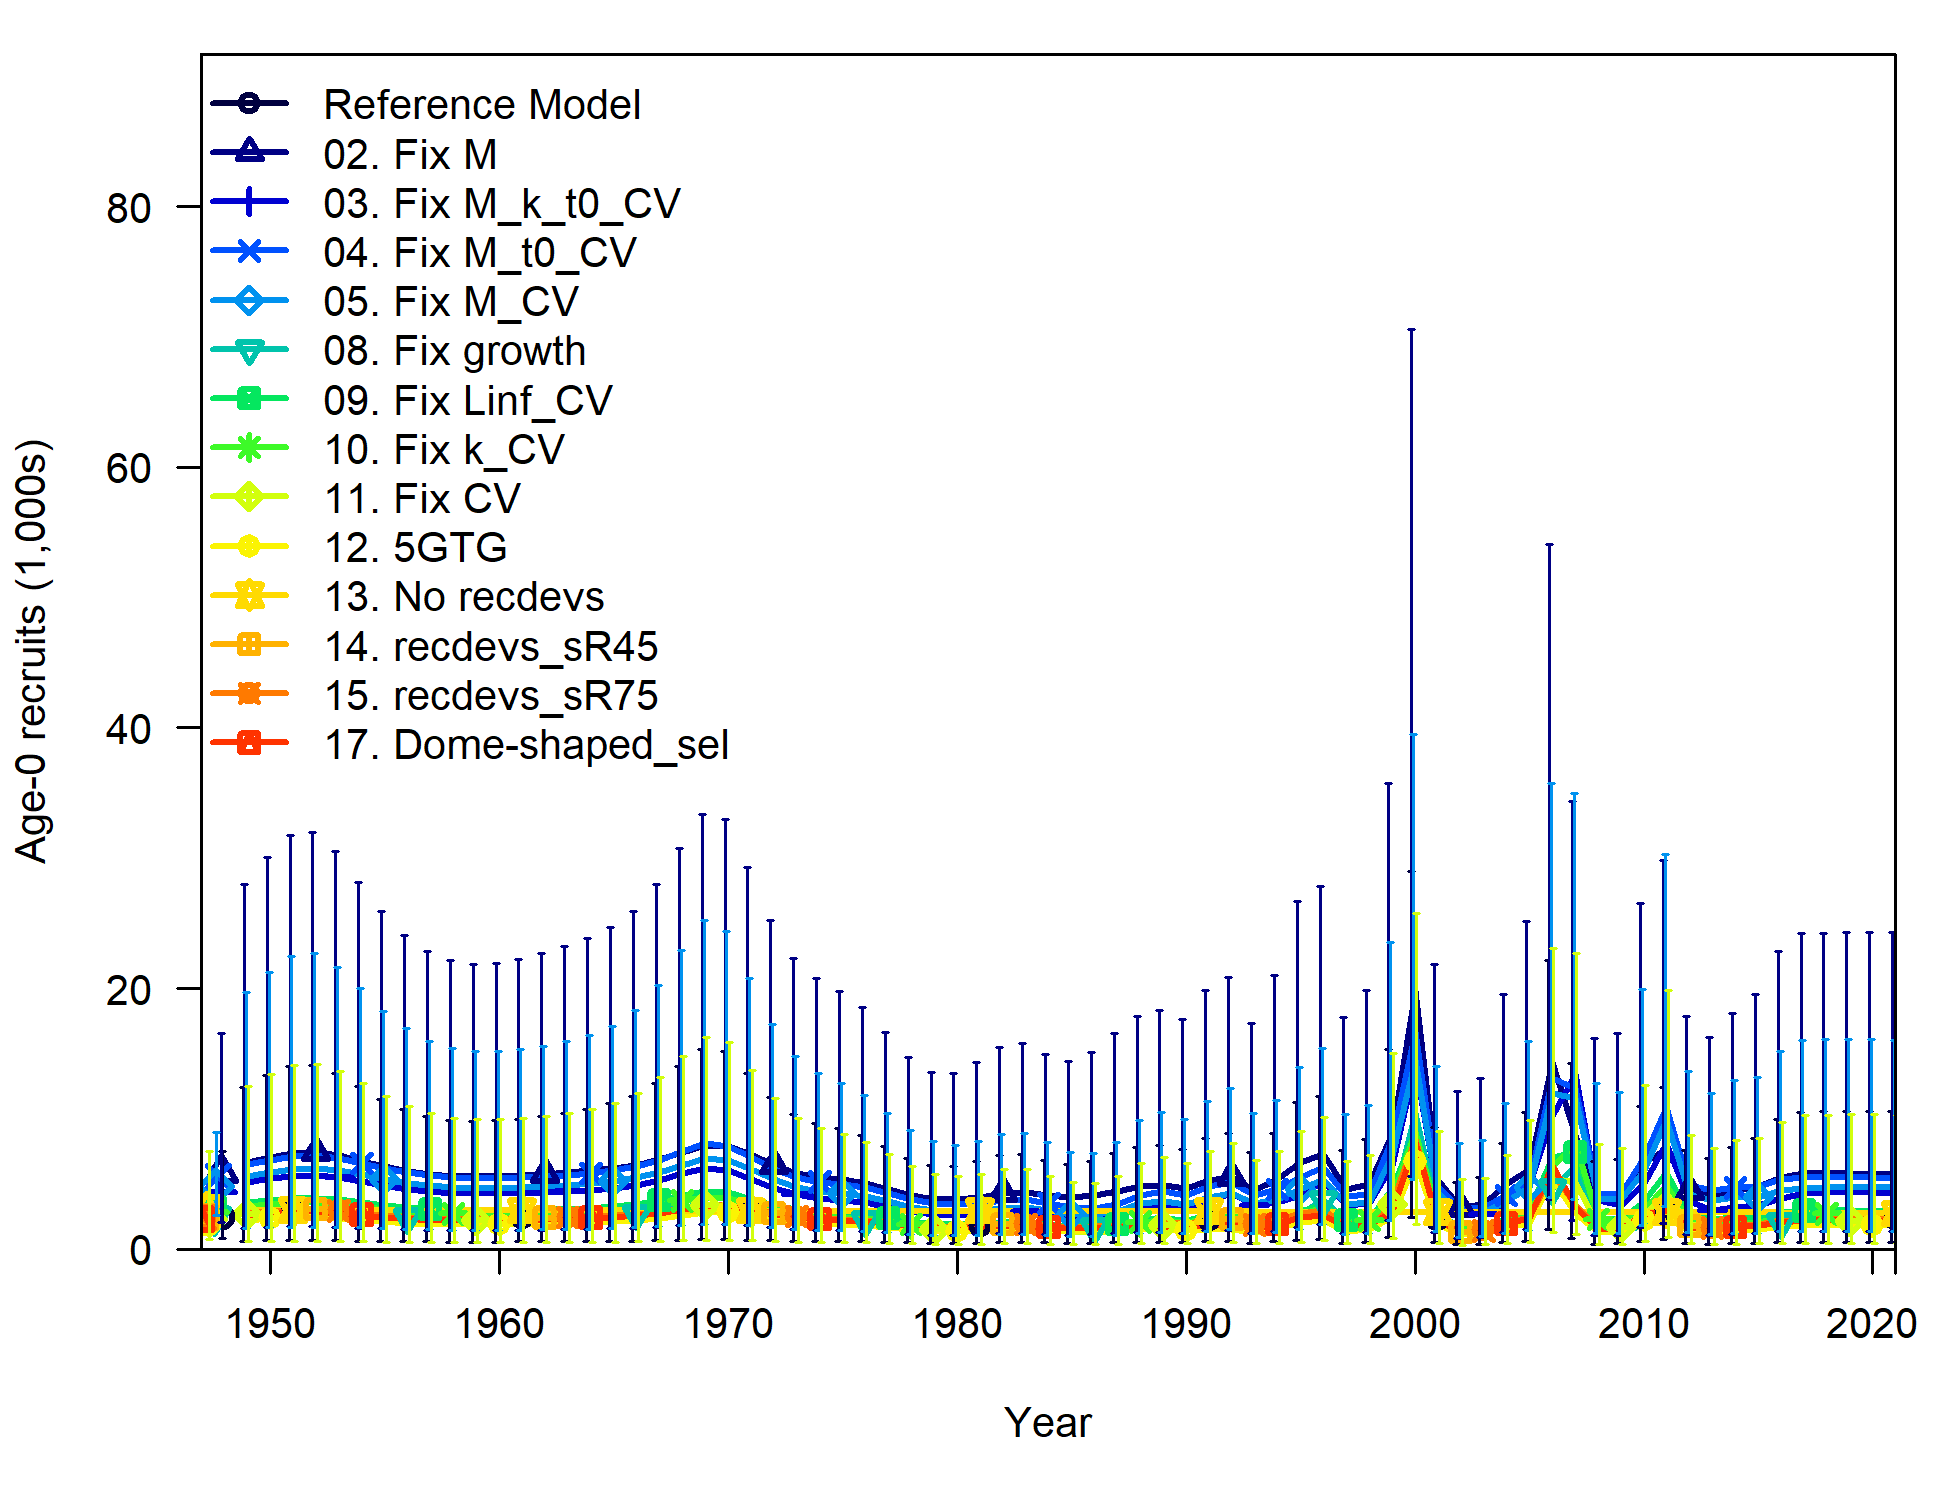 Reference Model
02. Fix M
03. Fix M_k_t0_CV
04. Fix M_t0_CV
05. Fix M_CV
08. Fix growth
09. Fix Linf_CV
10. Fix k_CV
11. Fix CV
12. 5GTG
13. No recdevs
14. recdevs_sR45
15. recdevs_sR75
17. Dome-shaped_sel
Age-0 recruits (1,000s)
80
60
40
20
0
1950 1960 1970 1980 1990 2000 2010 2020
Year